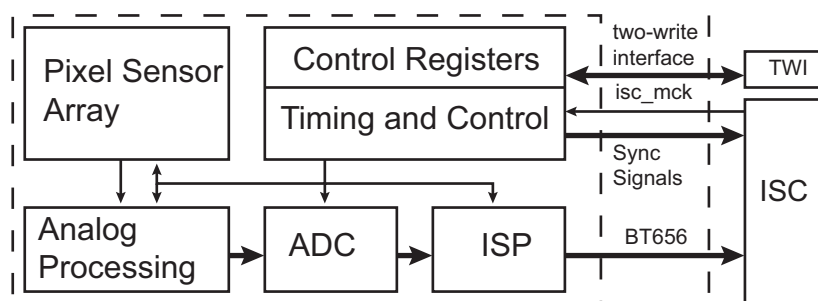 Pixel Sensor
Array
Control Registers
Timing and Control
two-write
interface
TWI
isc_mck
Sync
Signals
ISC
Analog
Processing
ADC
ISP
BT656